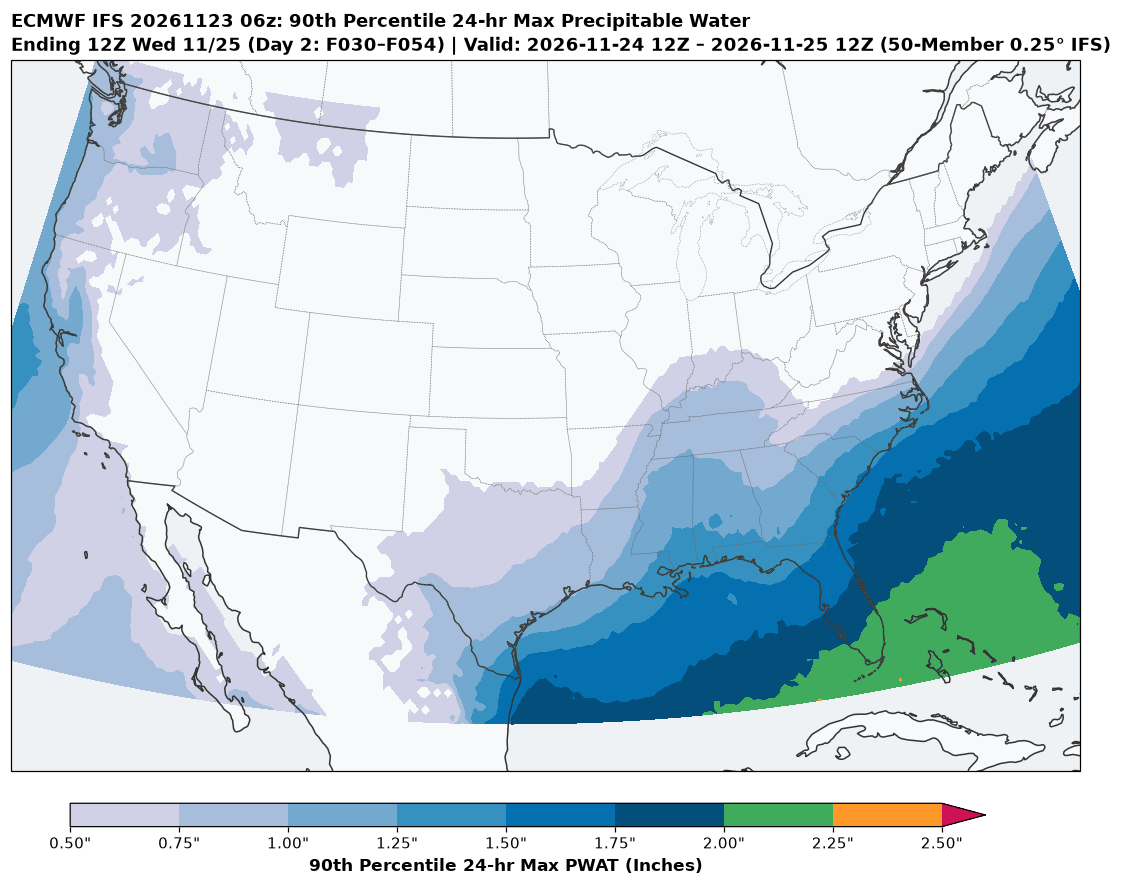 ECMWF IFS 20261123 06z: 90th Percentile 24-hr Max Precipitable Water
Ending 12Z Wed 11/25 (Day 2: F030–F054) | Valid: 2026-11-24 12Z – 2026-11-25 12Z (50-Member 0.25° IFS)
0.50" 0.75" 1.00" 1.25" 1.50" 1.75" 2.00" 2.25" 2.50"
90th Percentile 24-hr Max PWAT (Inches)